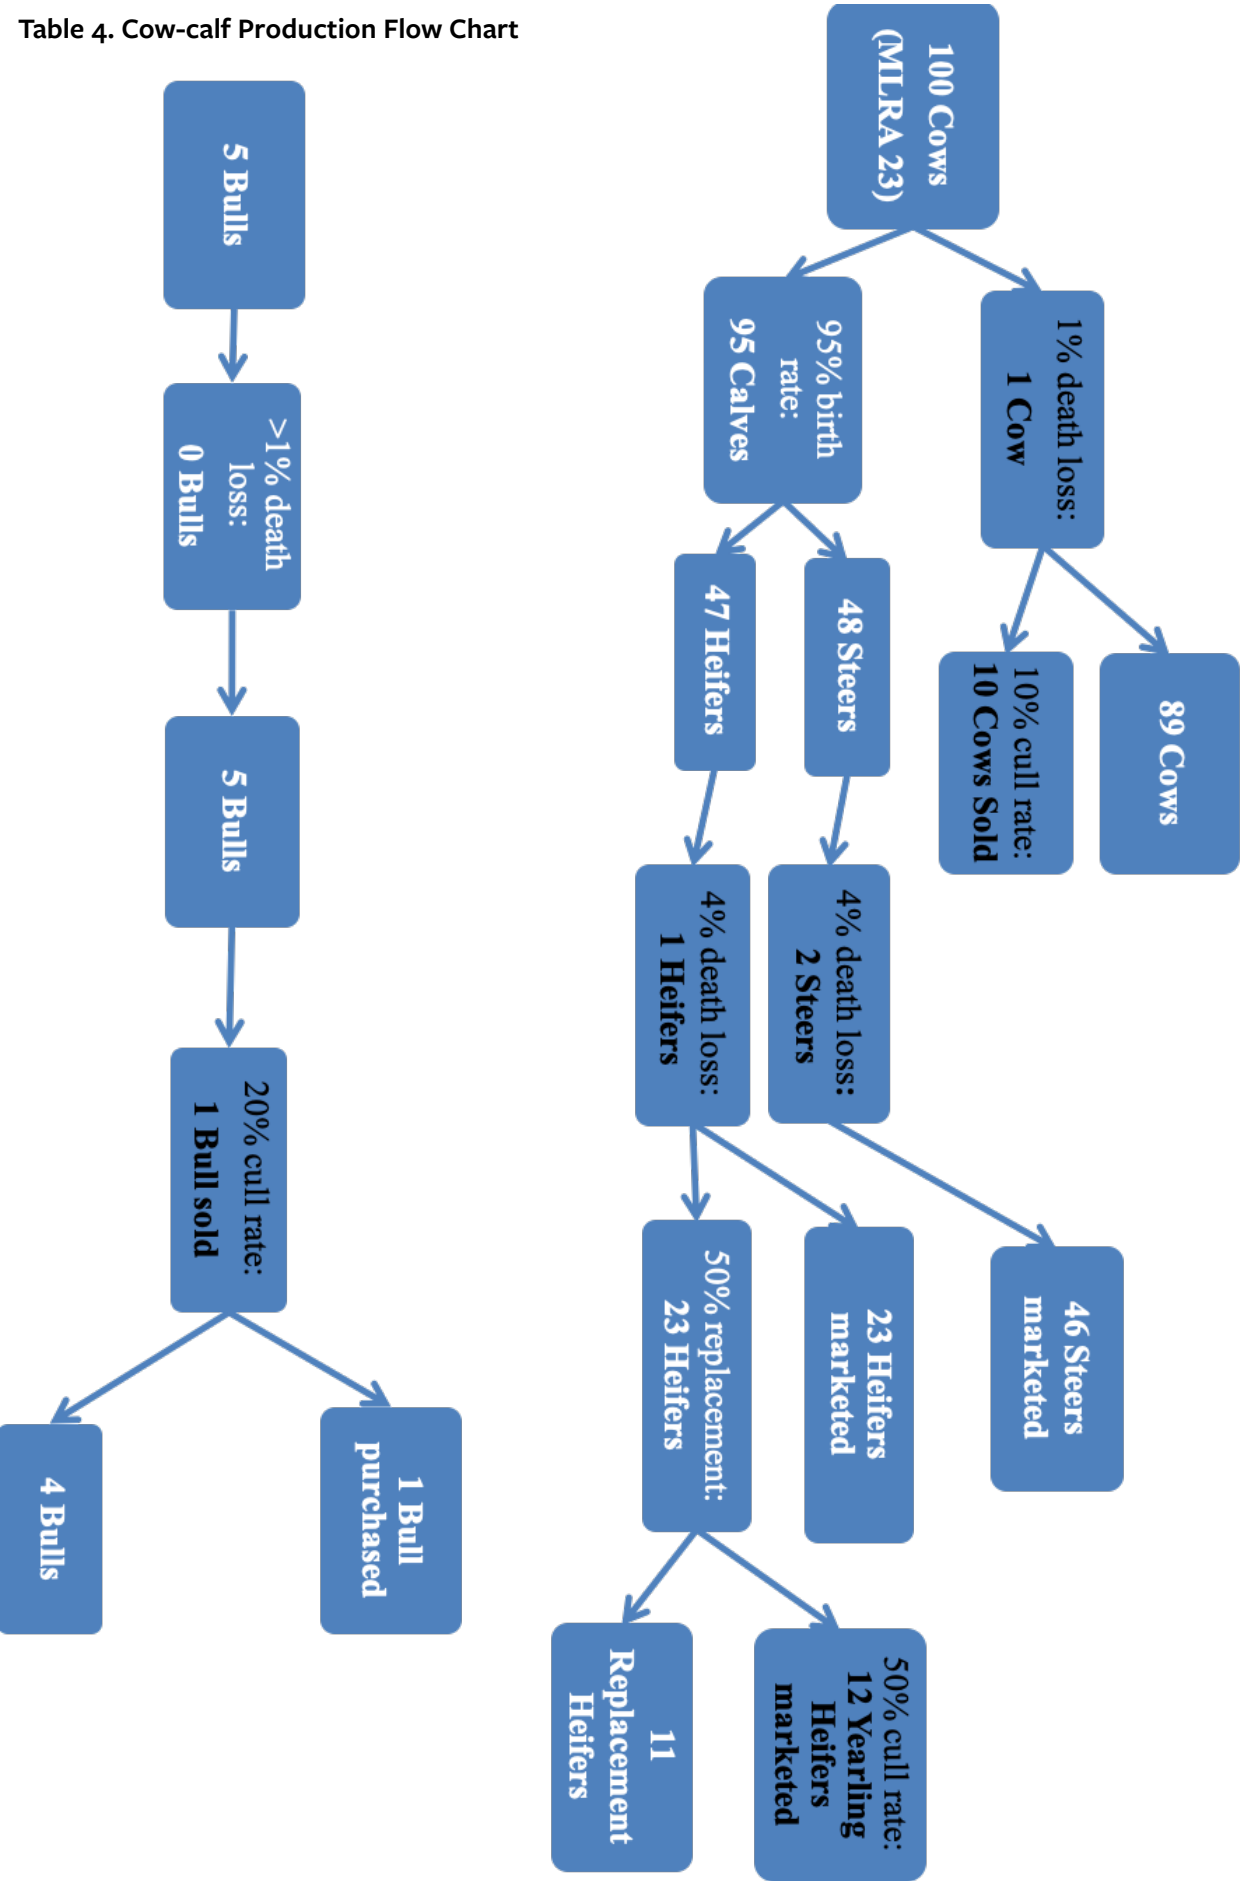 Table 4. Cow-calf Production Flow Chart
100 Cows
(MLRA 23)
1% death loss:
1 Cow
89 Cows
10% cull rate:
10 Cows Sold
95% birth
rate:
95 Calves
48 Steers
4% death loss:
2 Steers
46 Steers
marketed
47 Heifers
4% death loss:
1 Heifers
23 Heifers
marketed
50% replacement:
23 Heifers
50% cull rate:
12 Yearling
Heifers
marketed
11
Replacement
Heifers
5 Bulls
>1% death
loss:
0 Bulls
5 Bulls
20% cull rate:
1 Bull sold
1 Bull
purchased
4 Bulls